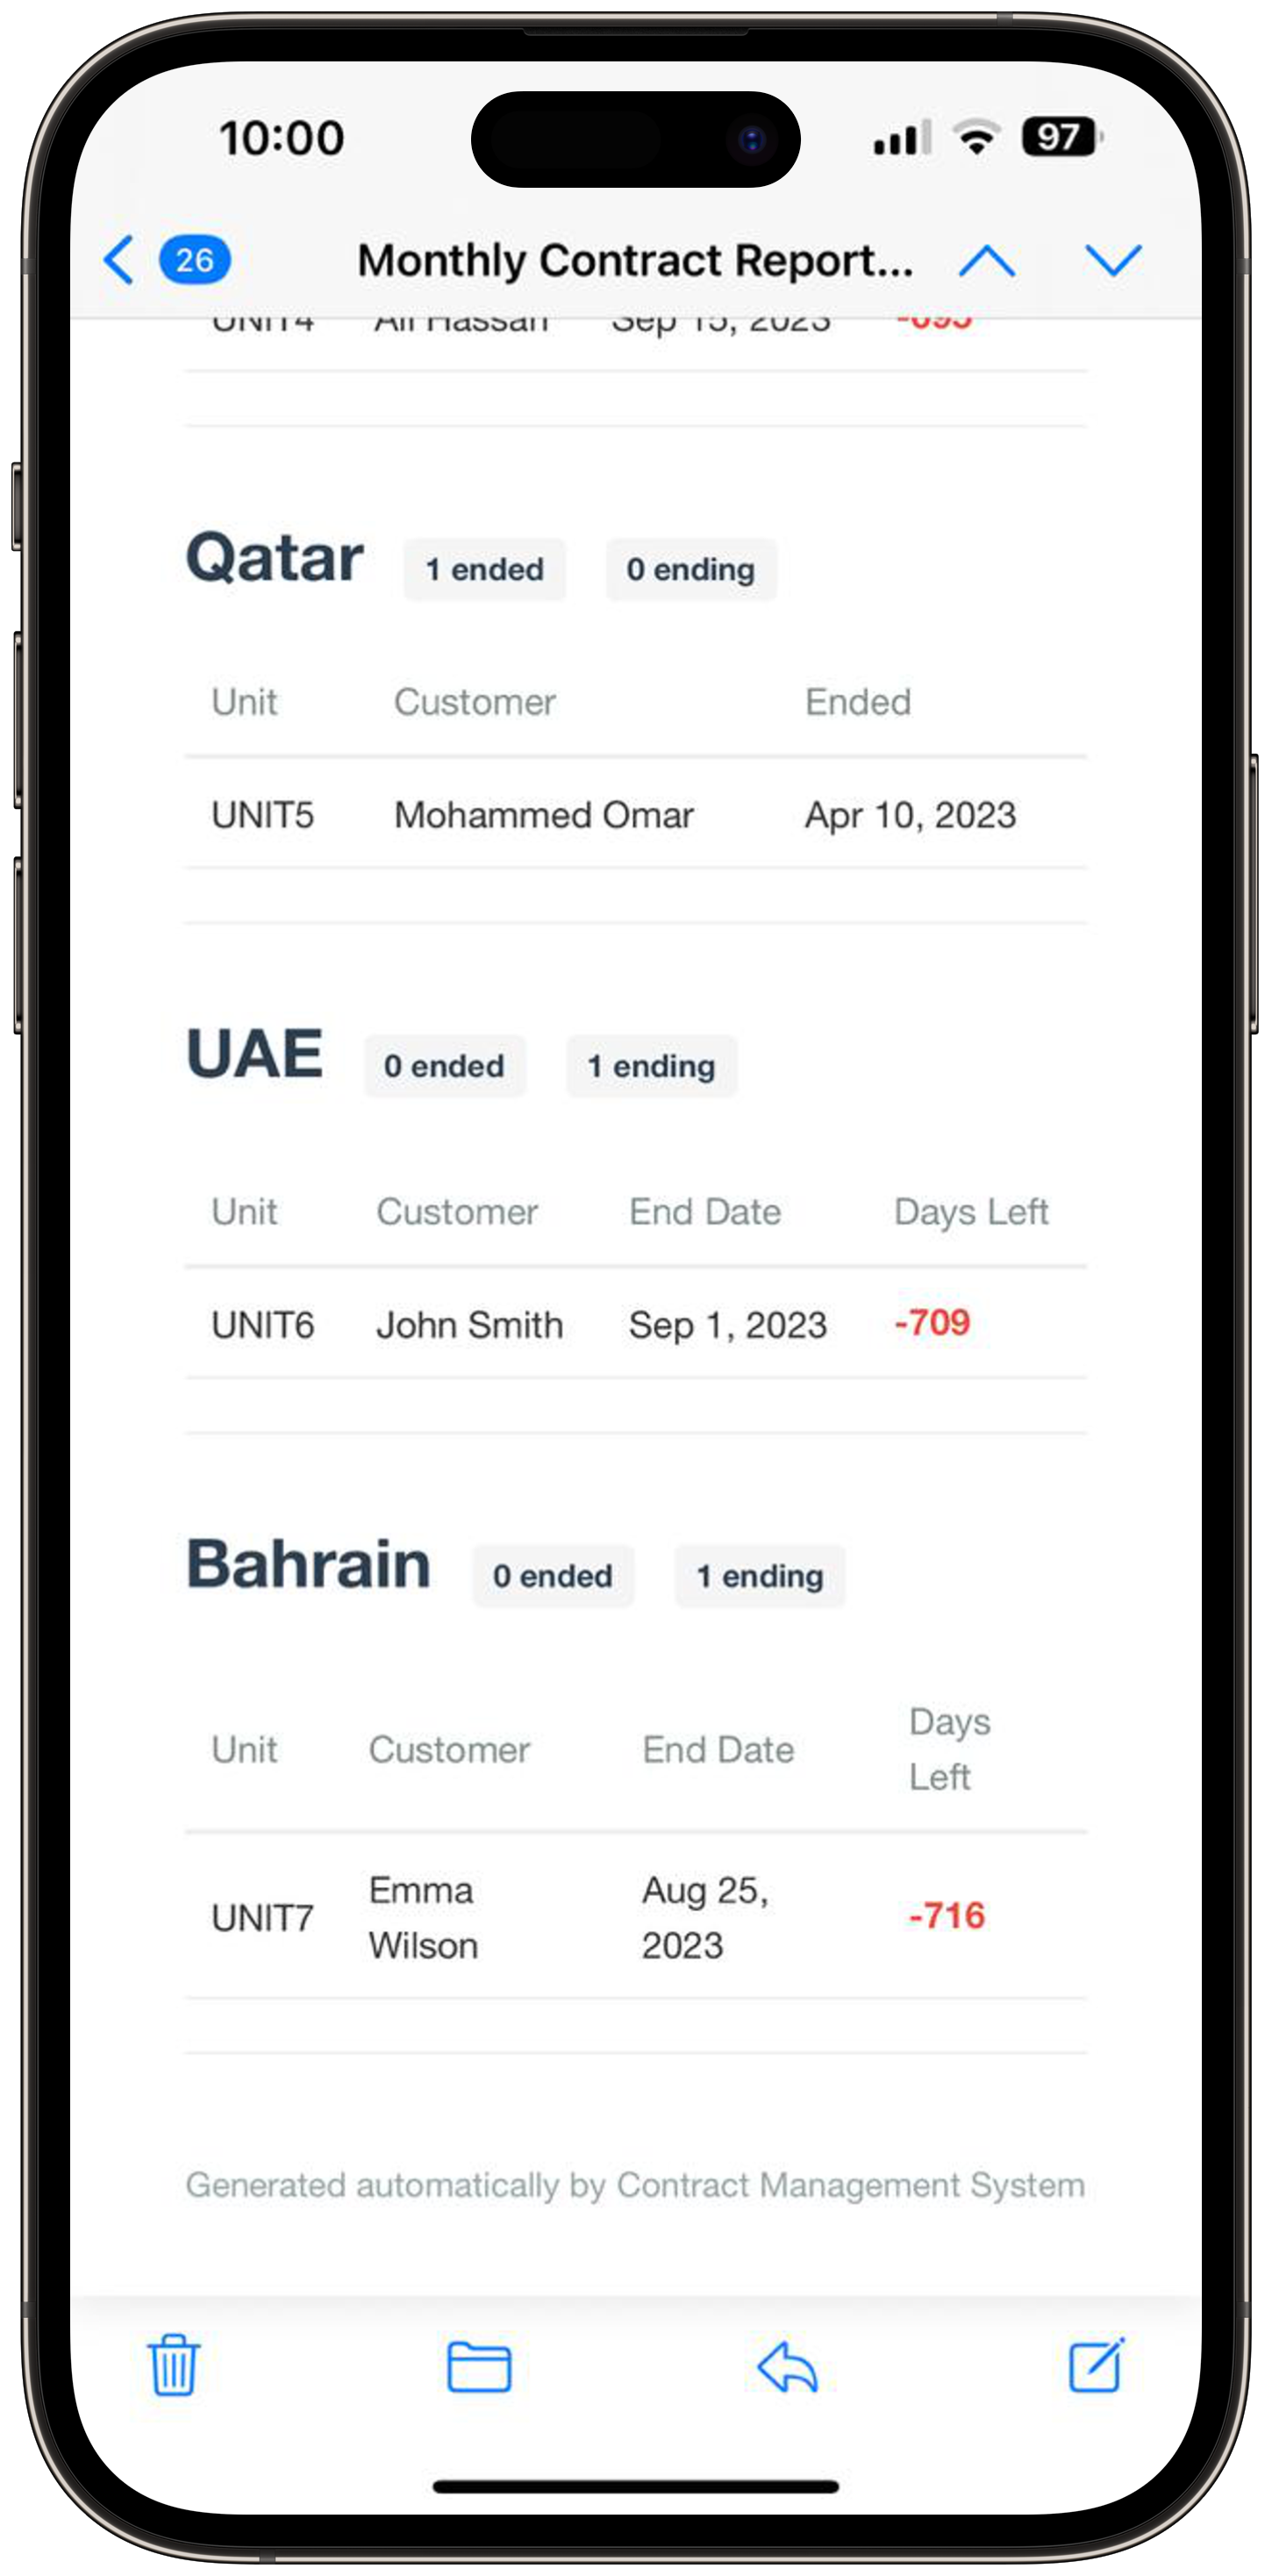 10:00
97
26
Monthly Contract Report...
UNIT4 Ali Hassan Sep 15, 2023 -695
Qatar 1 ended 0 ending
Unit Customer Ended
UNIT5 Mohammed Omar Apr 10, 2023
UAE 0 ended 1 ending
Unit Customer End Date Days Left
UNIT6 John Smith Sep 1, 2023 -709
Bahrain 0 ended 1 ending
Unit Customer End Date Days
Left
UNIT7 Emma
Wilson Aug 25,
2023 -716
Generated automatically by Contract Management System